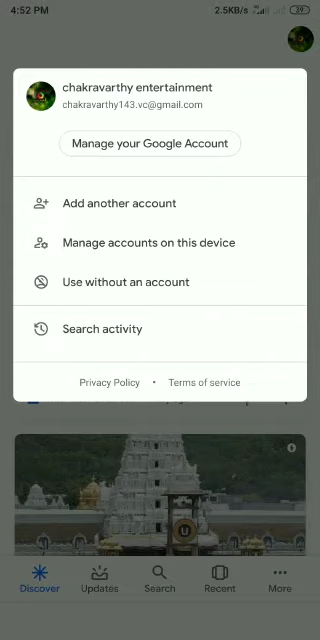 4:52 PM
2.5KB/s
39
chakravarthy entertainment
chakravarthy143.vc@gmail.com
Manage your Google Account
Add another account
Manage accounts on this device
Use without an account
Search activity
Privacy Policy • Terms of service
U
Discover Updates Search Recent More